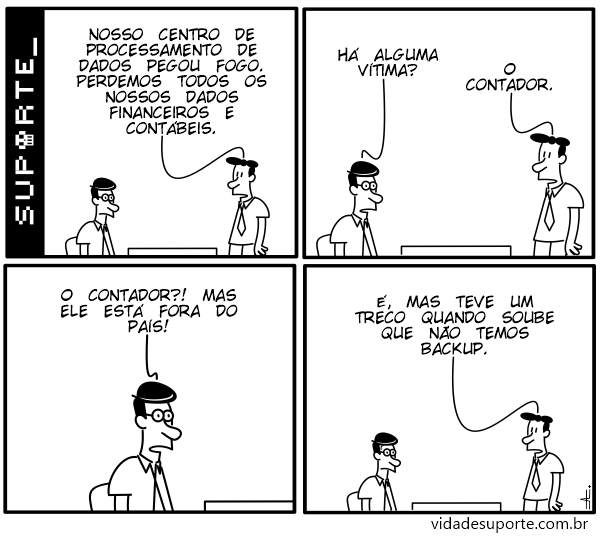 SUPORTE_
NOSSO CENTRO DE
PROCESSAMENTO DE
DADOS PEGOU FOGO.
PERDEMOS TODOS OS
NOSSOS DADOS
FINANCEIROS E
CONTÁBEIS.
HÁ ALGUMA
VÍTIMA?
O
CONTADOR.
O CONTADOR?! MAS
ELE ESTÁ FORA DO
PAÍS!
É, MAS TEVE UM
TRECO QUANDO SOUBE
QUE NÃO TEMOS
BACKUP.
vidadesuporte.com.br